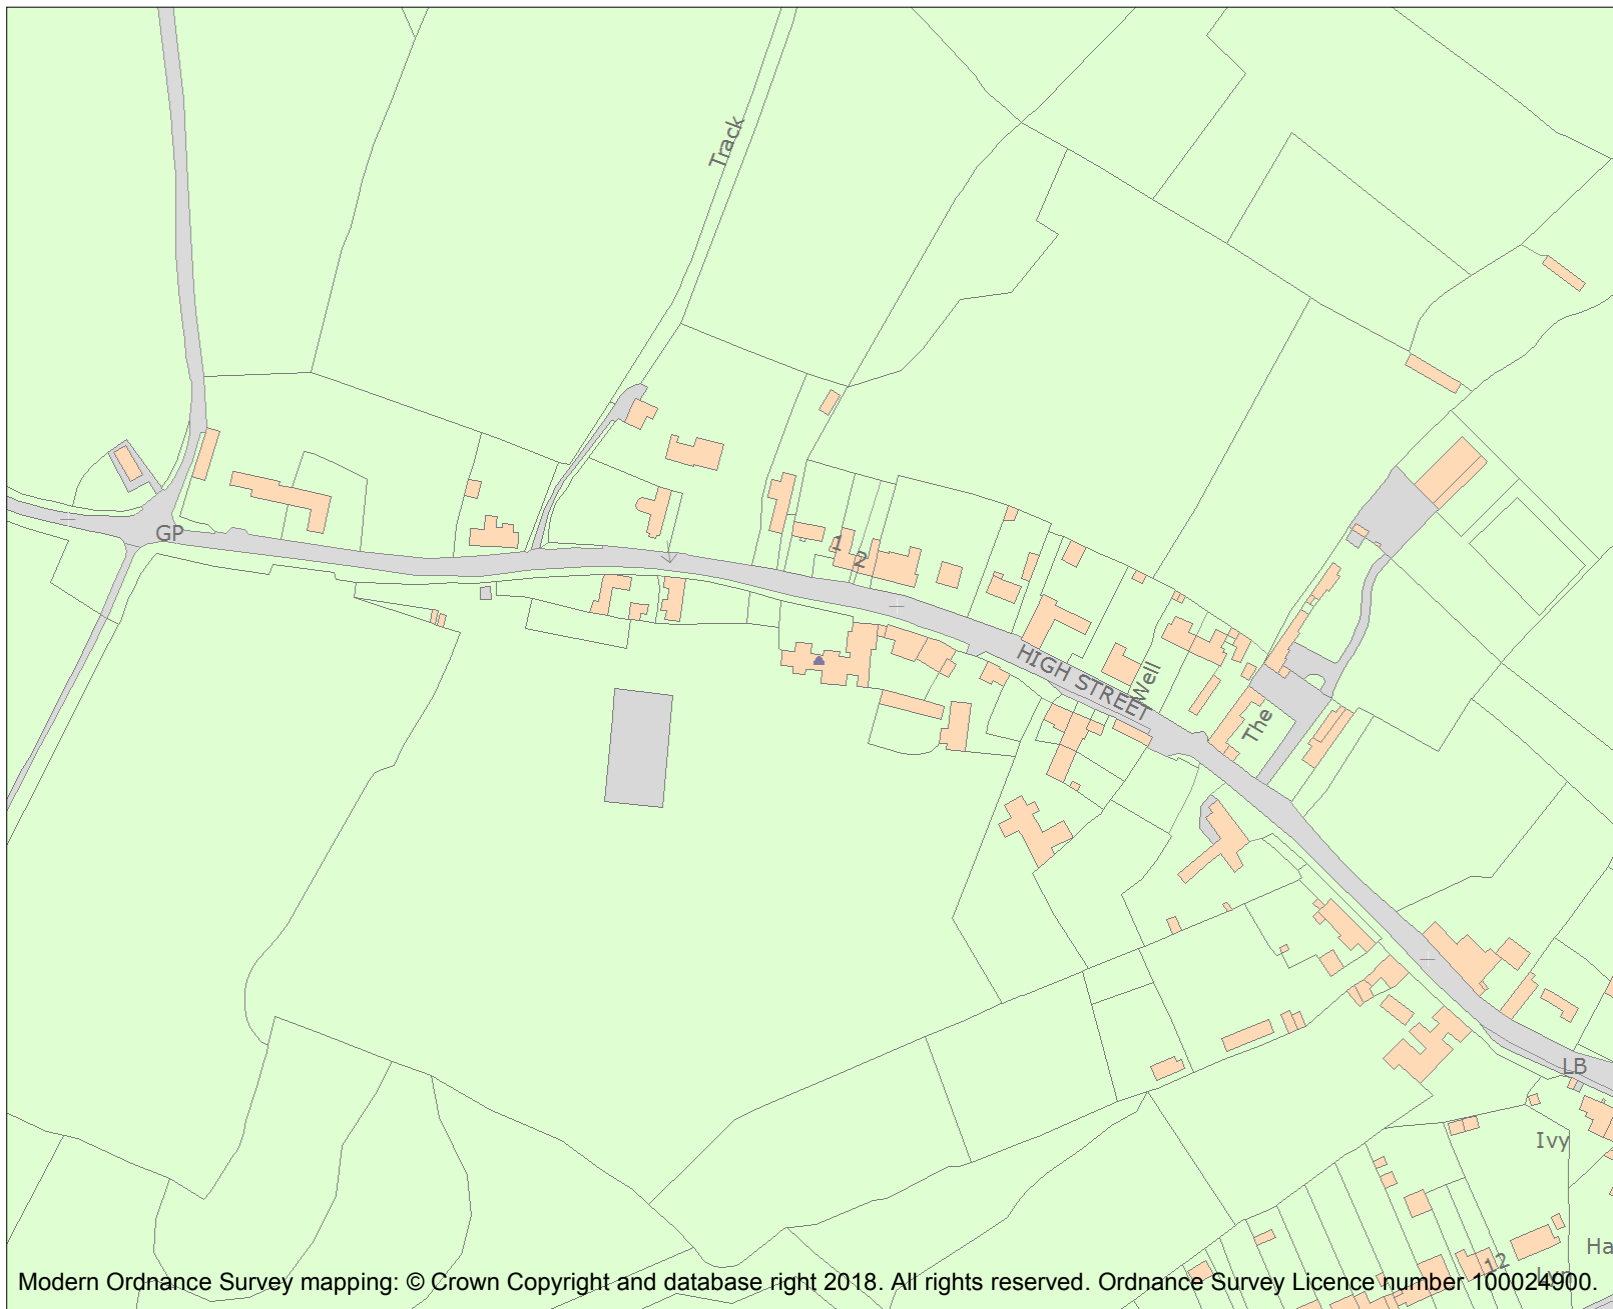 Track
GP
1
2
HIGH STREET
Well
The
LB
Ivy
Ha
12
Lyn
Modern Ordnance Survey mapping: © Crown Copyright and database right 2018. All rights reserved. Ordnance Survey Licence number 100024900.